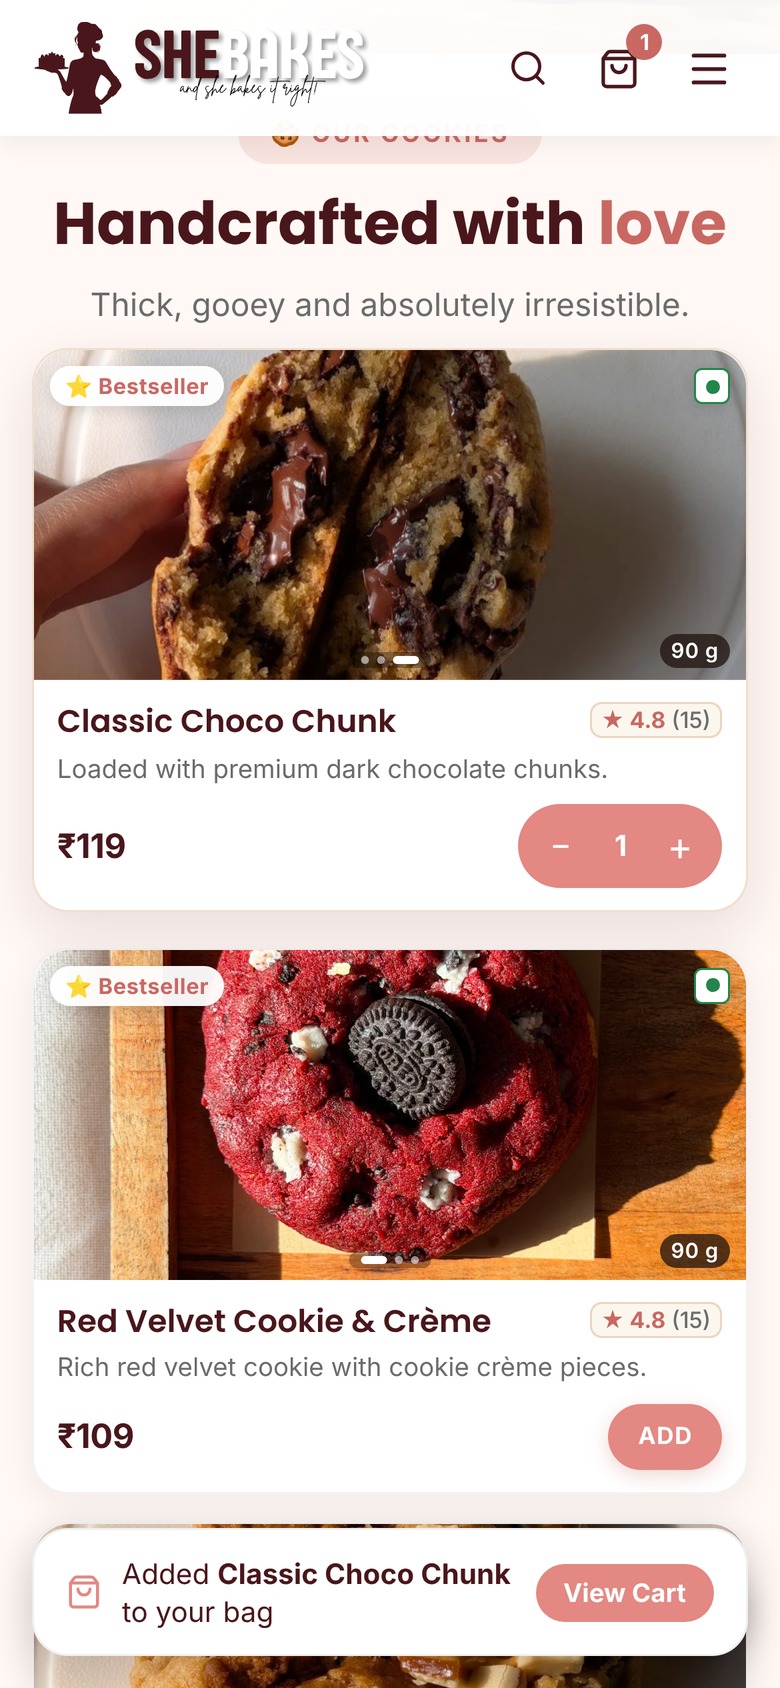 SHEBAKES
and she bakes it right!
1
🍪 OUR COOKIES
Handcrafted with love
Thick, gooey and absolutely irresistible.
⭐ Bestseller
90 g
Classic Choco Chunk
★ 4.8 (15)
Loaded with premium dark chocolate chunks.
₹119
− 1 +
⭐ Bestseller
OREO
90 g
Red Velvet Cookie & Crème
★ 4.8 (15)
Rich red velvet cookie with cookie crème pieces.
₹109
ADD
Added Classic Choco Chunk
to your bag
View Cart